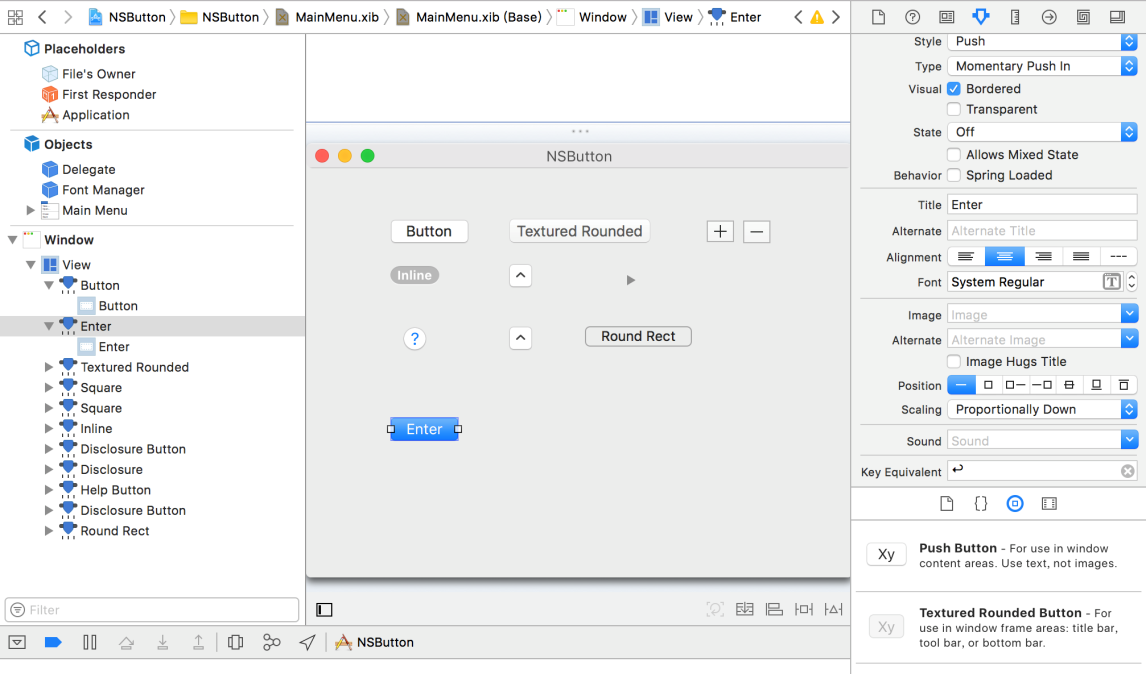 NSButton NSButton MainMenu.xib MainMenu.xib (Base) Window View Enter
Placeholders
File's Owner
First Responder
Application
Objects
Delegate
Font Manager
Main Menu
Window
View
Button
Button
Enter
Enter
Textured Rounded
Square
Square
Inline
Disclosure Button
Disclosure
Help Button
Disclosure Button
Round Rect
Filter
NSButton
Button Textured Rounded
Inline
?
Round Rect
Enter
NSButton
Style Push
Type Momentary Push In
Visual Bordered
Transparent
State Off
Allows Mixed State
Behavior Spring Loaded
Title Enter
Alternate Alternate Title
Alignment
Font System Regular T
Image Image
Alternate Alternate Image
Image Hugs Title
Position
Scaling Proportionally Down
Sound Sound
Key Equivalent ↩
{}
Xy
Push Button - For use in window
content areas. Use text, not images.
Xy
Textured Rounded Button - For
use in window frame areas: title bar,
tool bar, or bottom bar.